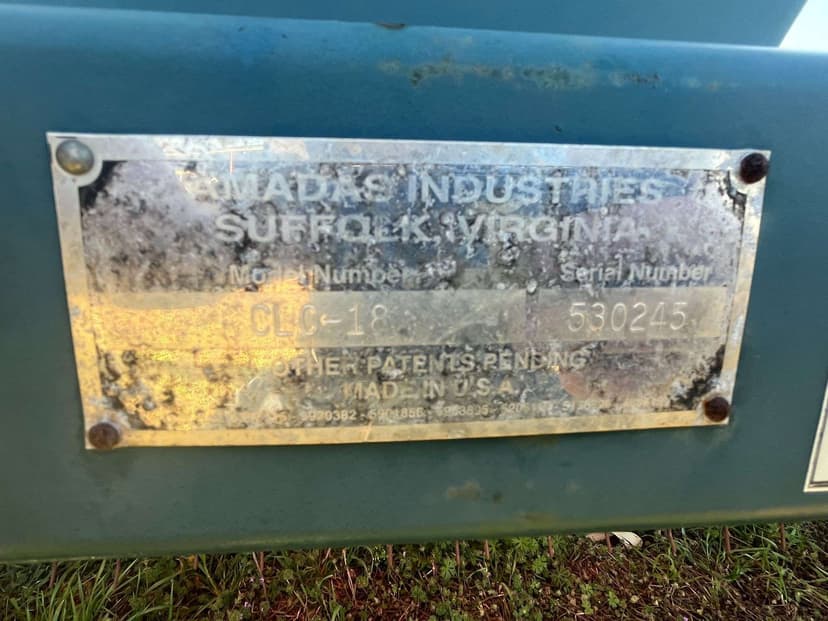 AMADAS INDUSTRIES
SUFFOLK, VIRGINIA
Model Number Serial Number
CLC-18 530245
OTHER PATENTS PENDING
MADE IN U.S.A.